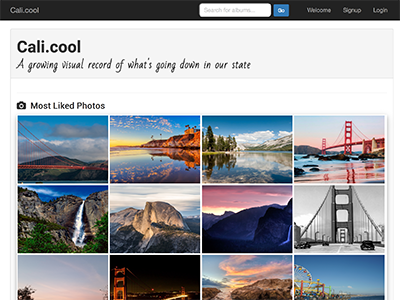 Cali.cool
Search for albums...
Go
Welcome
Signup
Login
Cali.cool
A growing visual record of what's going down in our state
Most Liked Photos